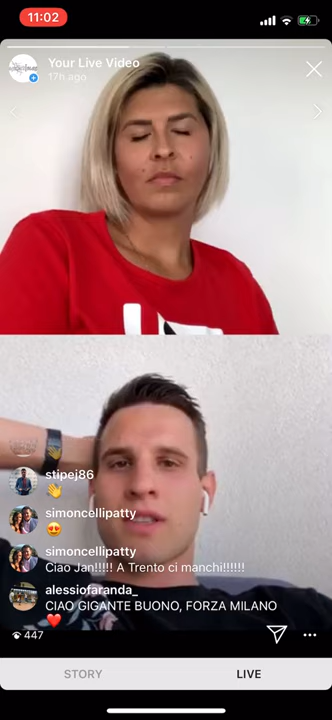 11:02
Your Live Video
17h ago
stipej86
👋
simoncellipatty
😍
simoncellipatty
Ciao Jan!!!!! A Trento ci manchi!!!!!!
alessiofaranda_
CIAO GIGANTE BUONO, FORZA MILANO
❤️
447
STORY
LIVE